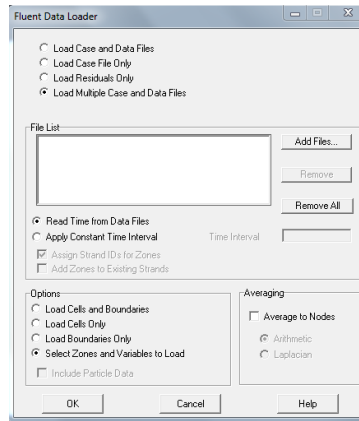 Fluent Data Loader
Load Case and Data Files
Load Case File Only
Load Residuals Only
Load Multiple Case and Data Files
File List
Add Files...
Remove
Remove All
Read Time from Data Files
Apply Constant Time Interval
Time Interval
Assign Strand IDs for Zones
Add Zones to Existing Strands
Options
Load Cells and Boundaries
Load Cells Only
Load Boundaries Only
Select Zones and Variables to Load
Include Particle Data
Averaging
Average to Nodes
Arithmetic
Laplacian
OK
Cancel
Help